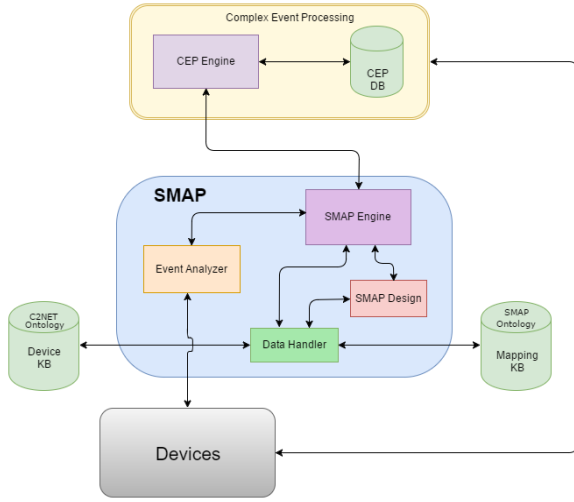 Complex Event Processing
CEP Engine
CEP
DB
SMAP
SMAP Engine
Event Analyzer
SMAP Design
C2NET
Ontology
Device
KB
Data Handler
SMAP
Ontology
Mapping
KB
Devices